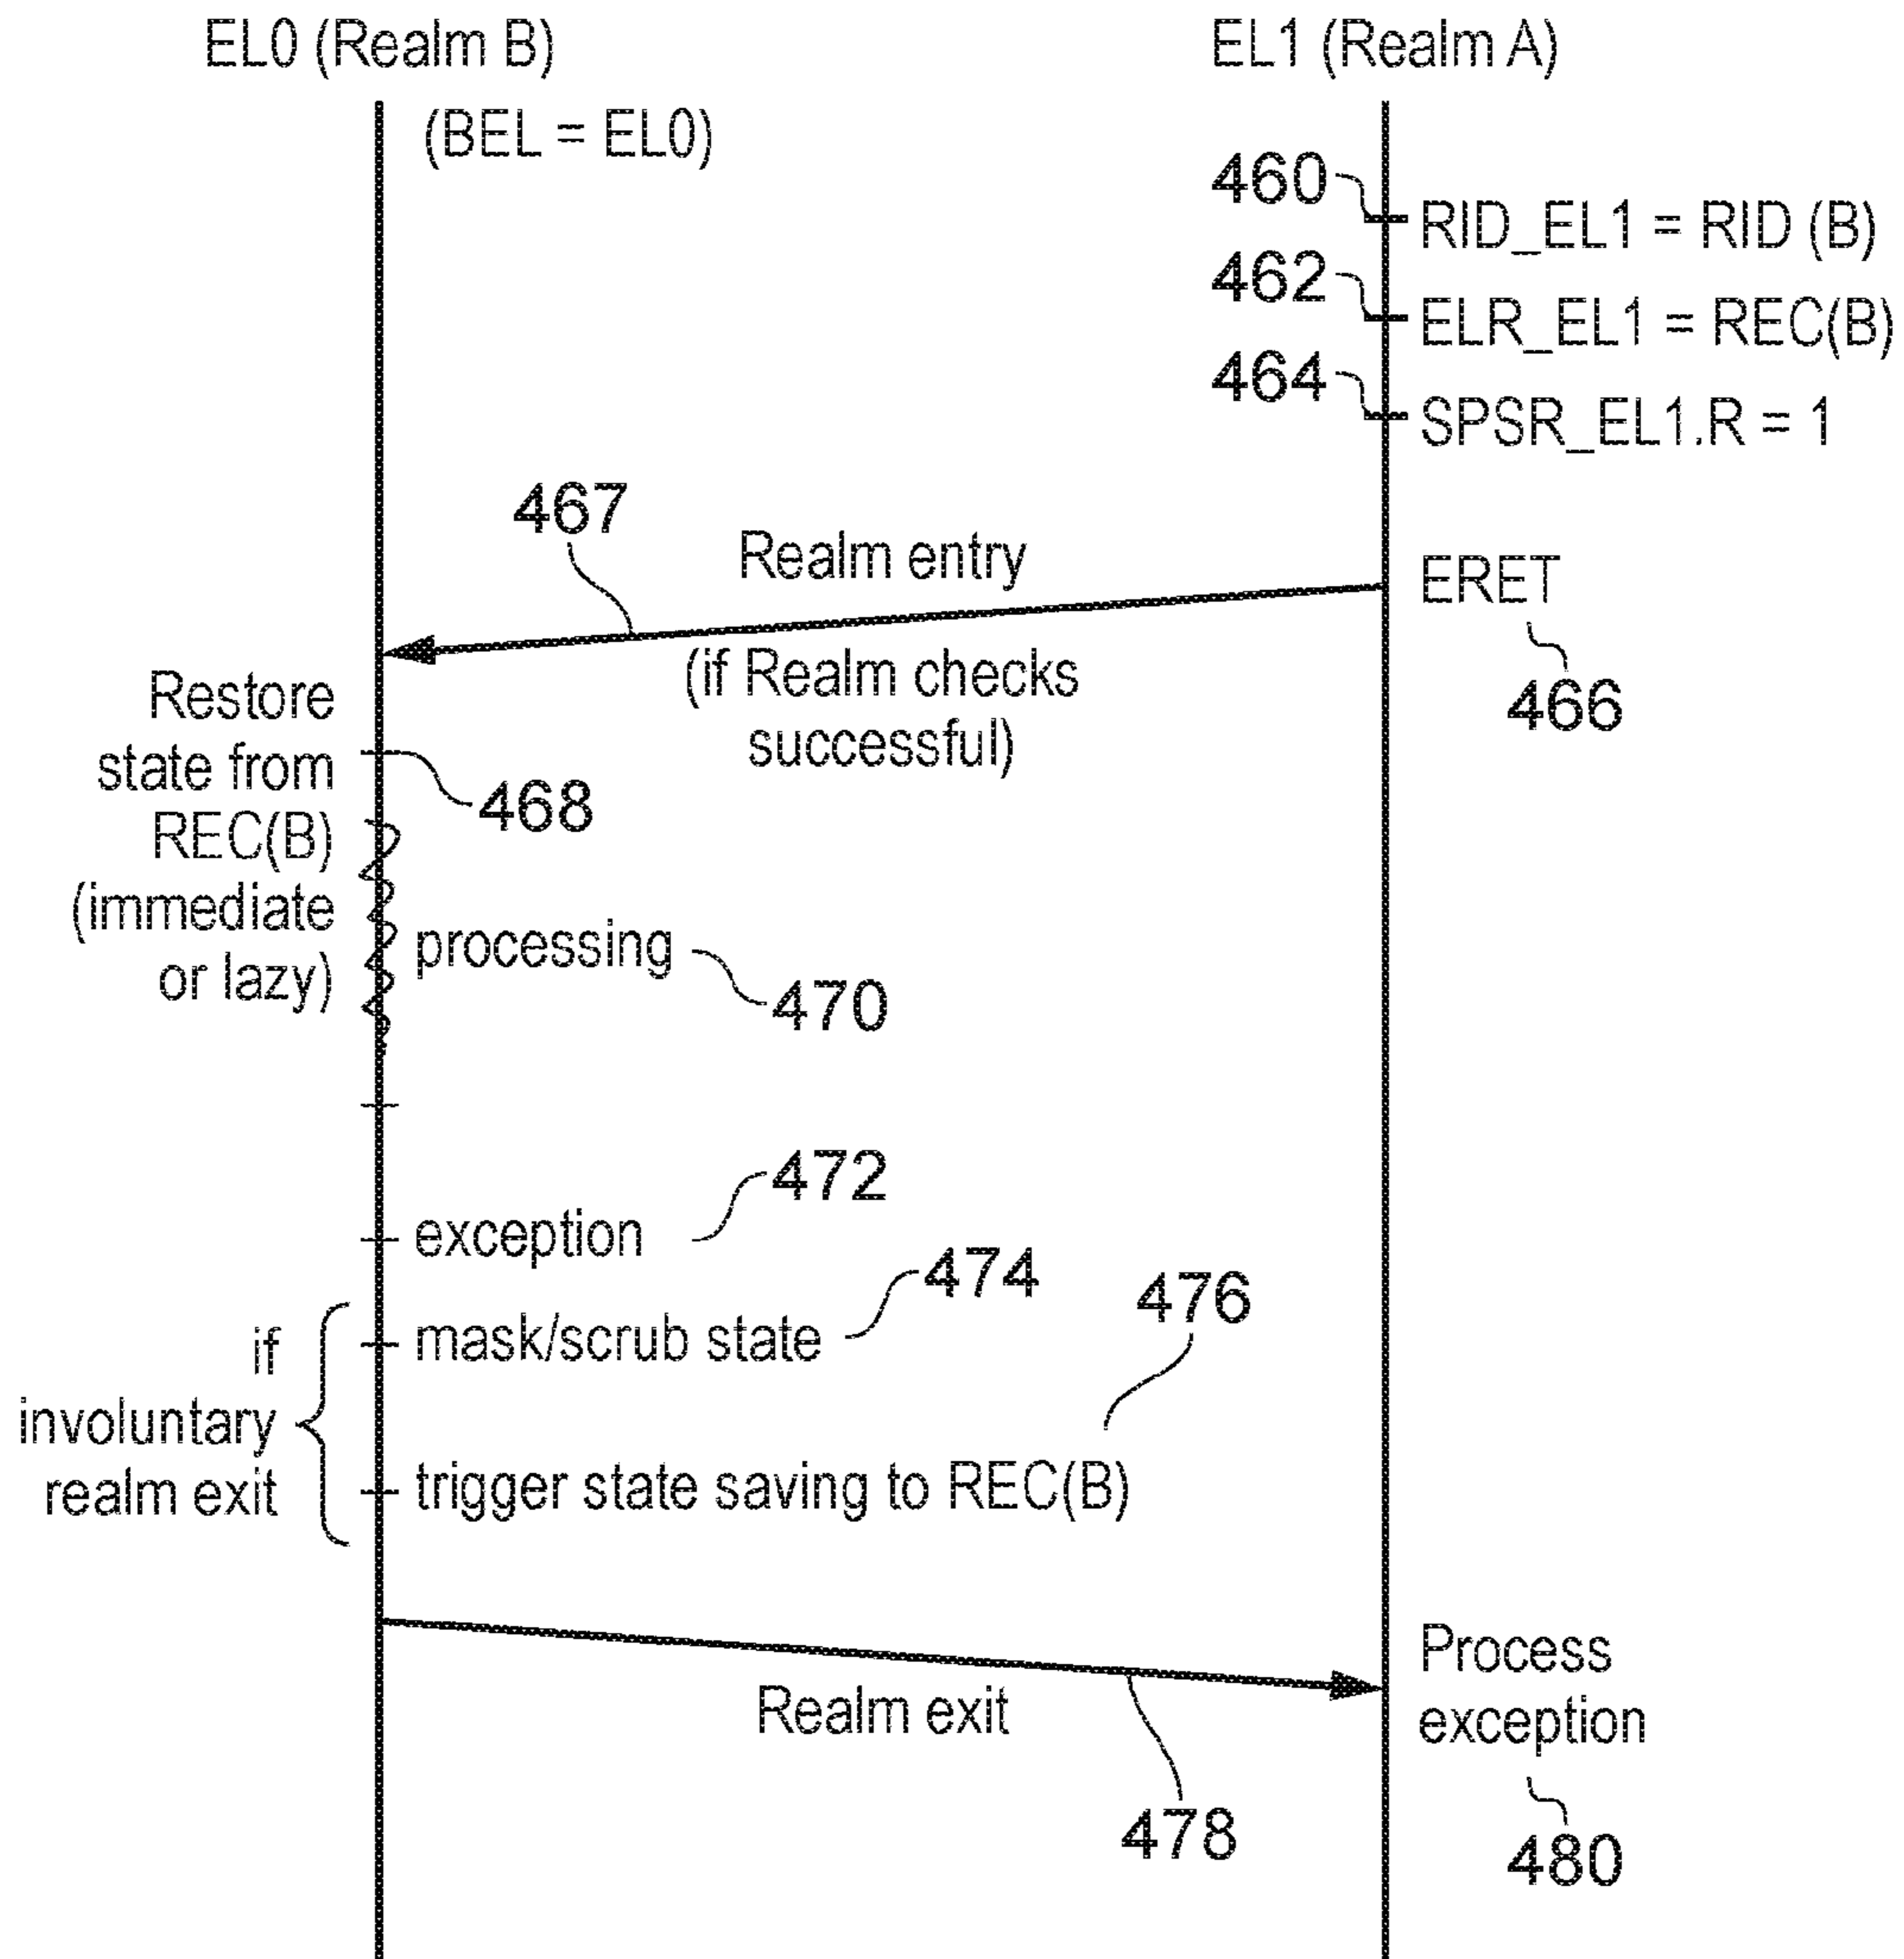 EL0 (Realm B)
EL1 (Realm A)
(BEL = EL0)
460
RID_EL1 = RID (B)
462
ELR_EL1 = REC(B)
464
SPSR_EL1.R = 1
467
Realm entry
ERET
466
(if Realm checks
successful)
Restore
state from
REC(B)
(immediate
or lazy)
468
processing
470
472
exception
474
476
if
involuntary
realm exit
mask/scrub state
trigger state saving to REC(B)
Realm exit
478
Process
exception
480